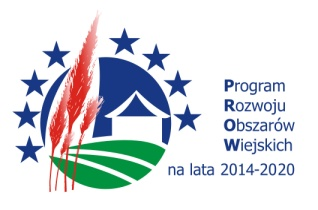 Program
Rozwoju
Obszarów
Wiejskich
na lata 2014-2020